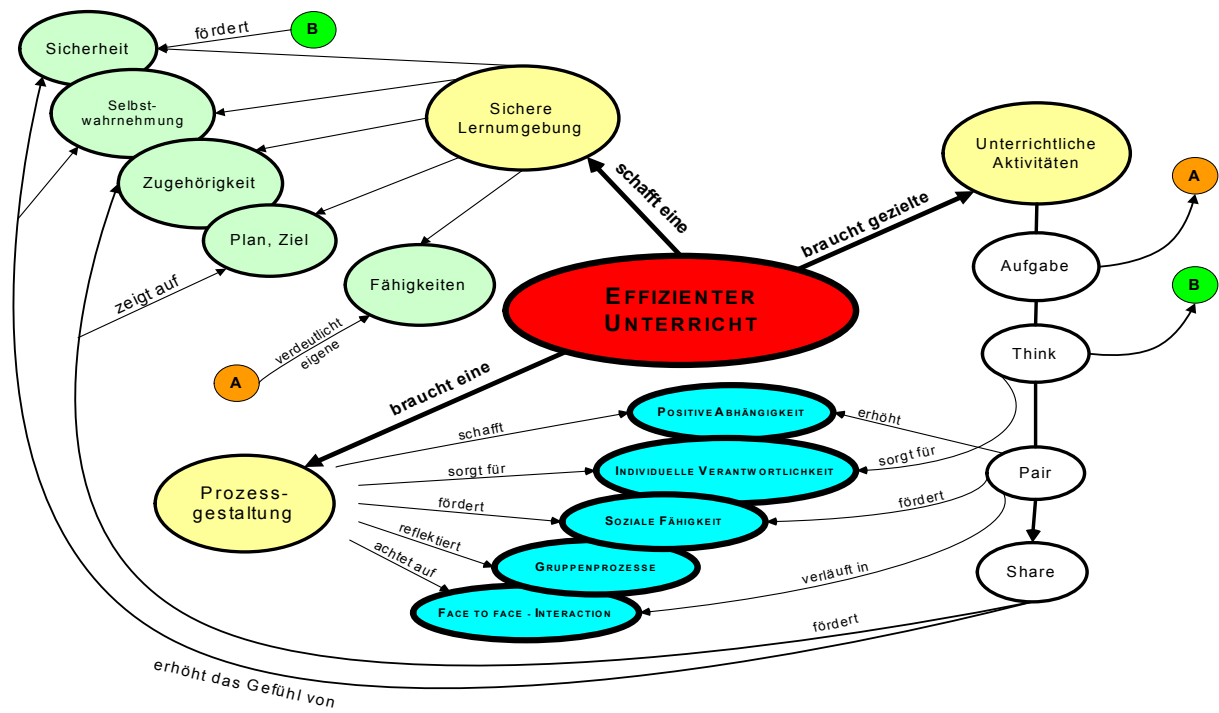 fördert
B
Sicherheit
Selbst-
wahrnehmung
Zugehörigkeit
Plan, Ziel
Fähigkeiten
Sichere
Lernumgebung
Unterrichtliche
Aktivitäten
A
B
Aufgabe
Think
Pair
Share
schafft eine
braucht gezielte
EFFIZIENTER
UNTERRICHT
zeigt auf
verdeutlicht
eigene
A
braucht eine
Prozess-
gestaltung
schafft
sorgt für
fördert
reflektiert
achtet auf
POSITIVE ABHÄNGIGKEIT
INDIVIDUELLE VERANTWORTLICHKEIT
SOZIALE FÄHIGKEIT
GRUPPENPROZESSE
FACE TO FACE - INTERACTION
erhöht
sorgt für
fördert
verläuft in
fördert
erhöht das Gefühl von